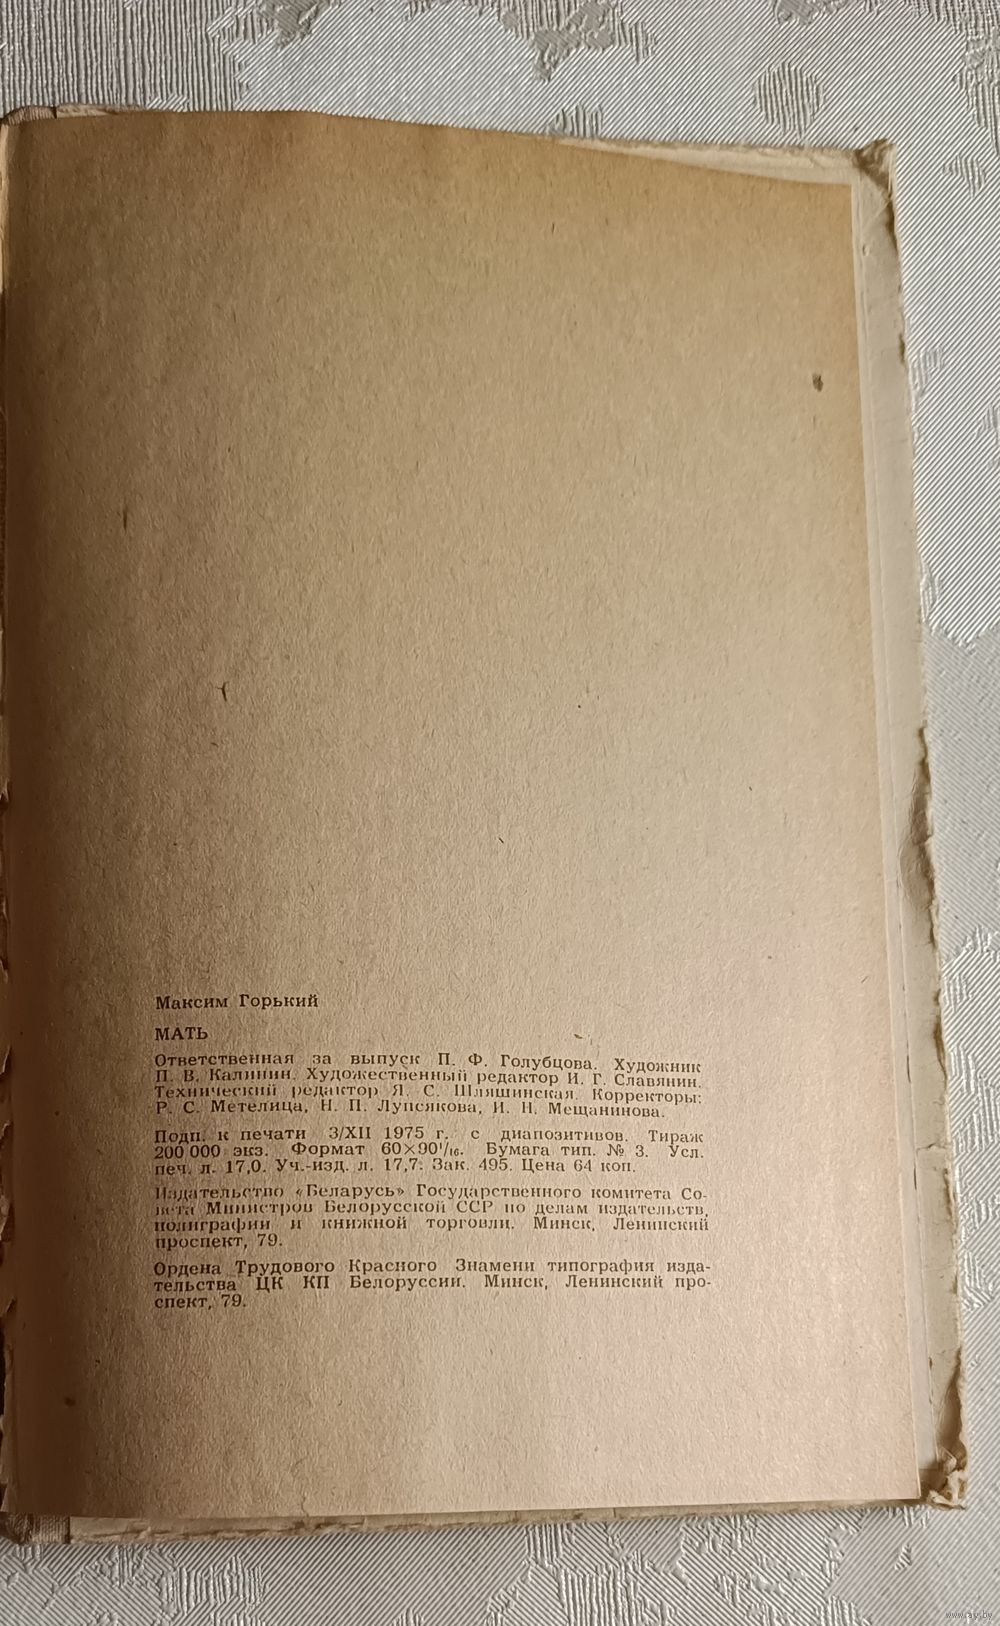 Максим Горький
МАТЬ
Ответственная за выпуск П. Ф. Голубцова. Художник
П. В. Калинин. Художественный редактор И. Г. Славянин.
Технический редактор Я. С. Шляшинская. Корректоры:
Р. С. Метелица, Н. П. Лупсякова, И. Н. Мещанинова.
Подп. к печати 3/XII 1975 г. с диапозитивов. Тираж
200 000 экз. Формат 60×90¹/₁₆. Бумага тип. № 3. Усл.
печ. л. 17,0. Уч.-изд. л. 17,7. Зак. 495. Цена 64 коп.
Издательство «Беларусь» Государственного комитета Со-
вета Министров Белорусской ССР по делам издательств,
полиграфии и книжной торговли. Минск, Ленинский
проспект, 79.
Ордена Трудового Красного Знамени типография изда-
тельства ЦК КП Белоруссии. Минск, Ленинский про-
спект, 79.
www.ay.by